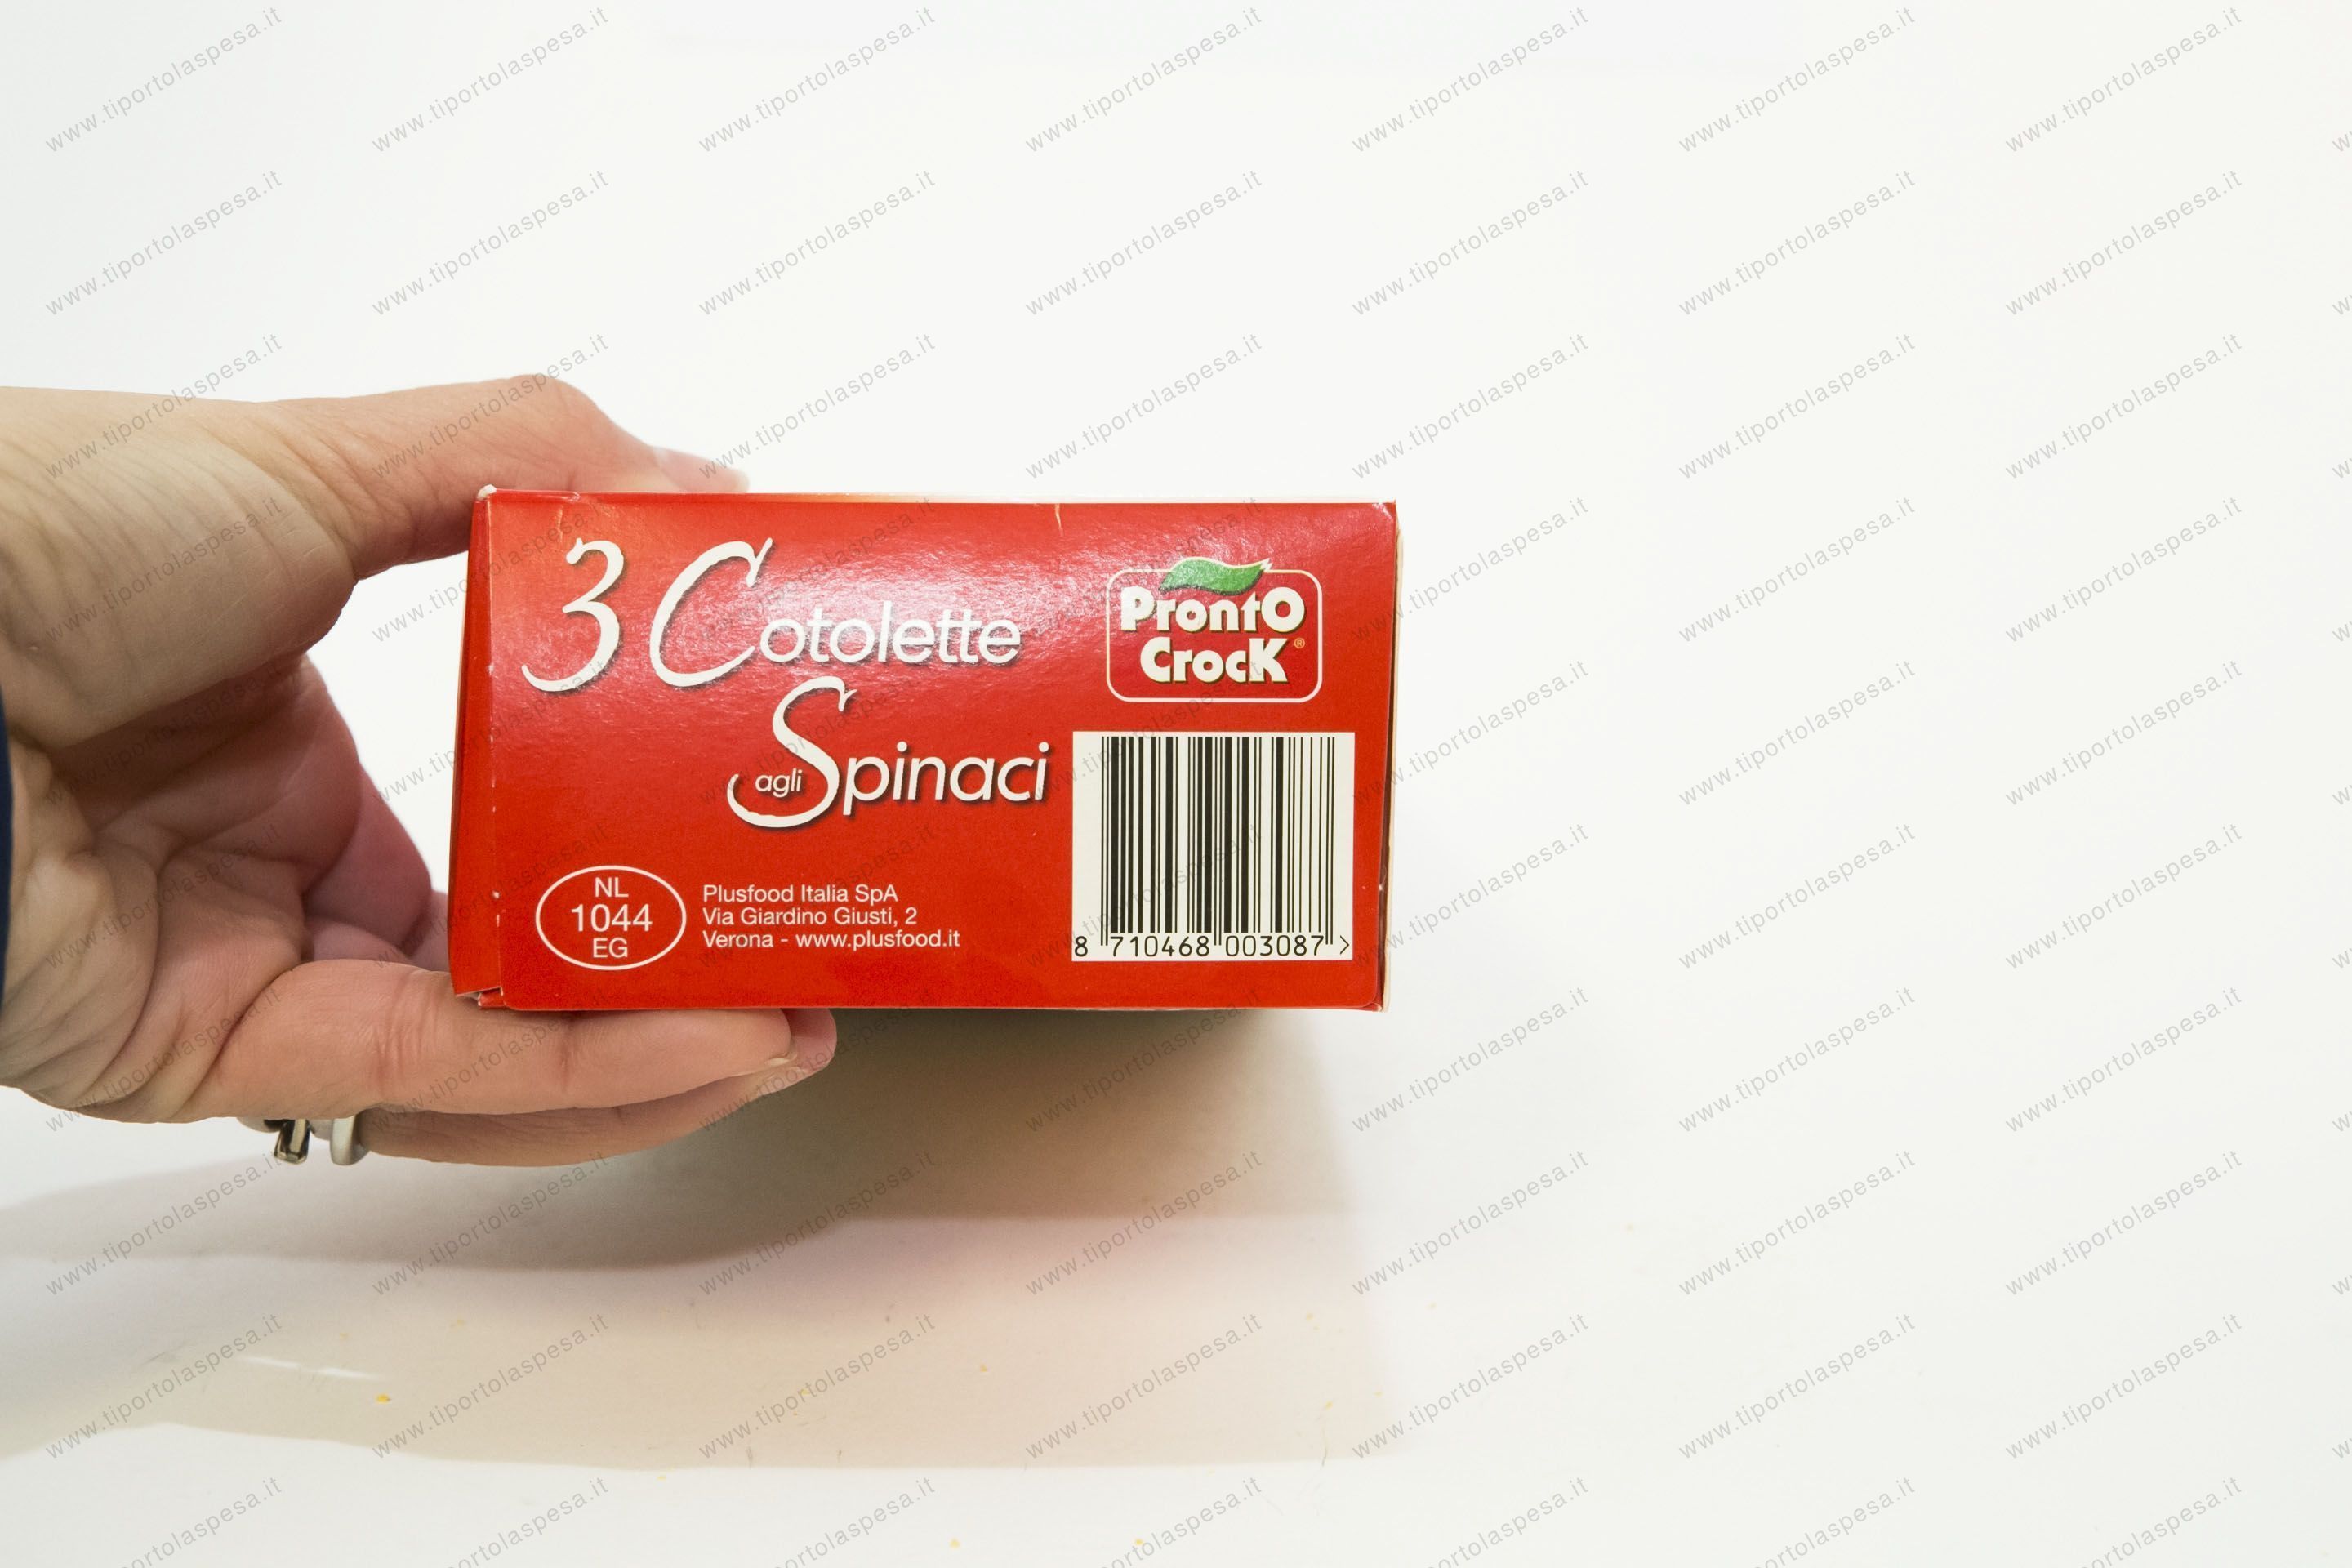 3 Cotolette
agli Spinaci
Pronto
Crock®
NL
1044
EG
Plusfood Italia SpA
Via Giardino Giusti, 2
Verona - www.plusfood.it
8 710468 003087 >
www.tiportolaspesa.it